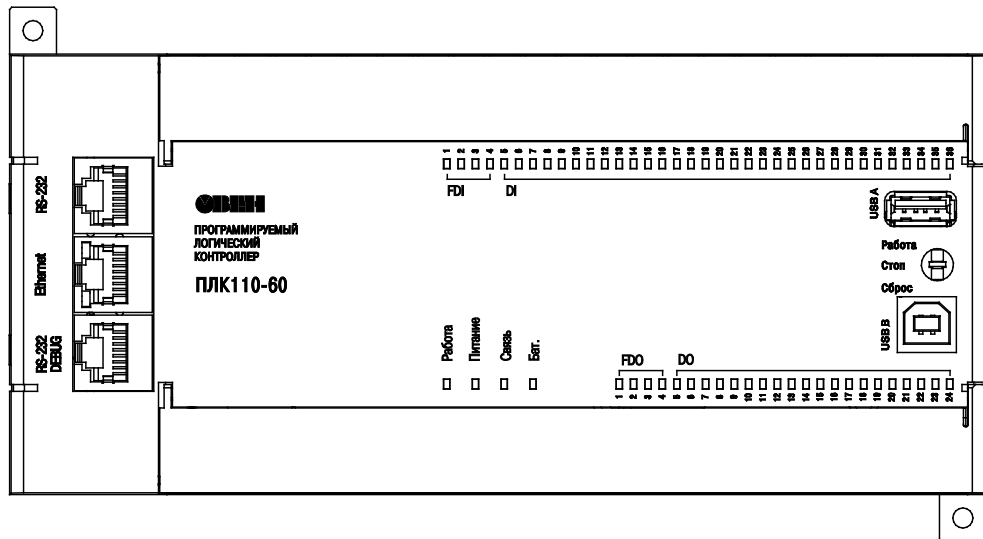 1 2 3 4 5 6 7 8 9 10 11 12 13 14 15 16 17 18 19 20 21 22 23 24 25 26 27 28 29 30 31 32 33 34 35 36
FDI DI
RS-232
Ethernet
RS-232
DEBUG
ОВЕН
ПРОГРАММИРУЕМЫЙ
ЛОГИЧЕСКИЙ
КОНТРОЛЛЕР
ПЛК110-60
USB A
Работа
Стоп
Сброс
USB B
Работа
Питание
Связь
Бат.
FDO DO
1 2 3 4 5 6 7 8 9 10 11 12 13 14 15 16 17 18 19 20 21 22 23 24